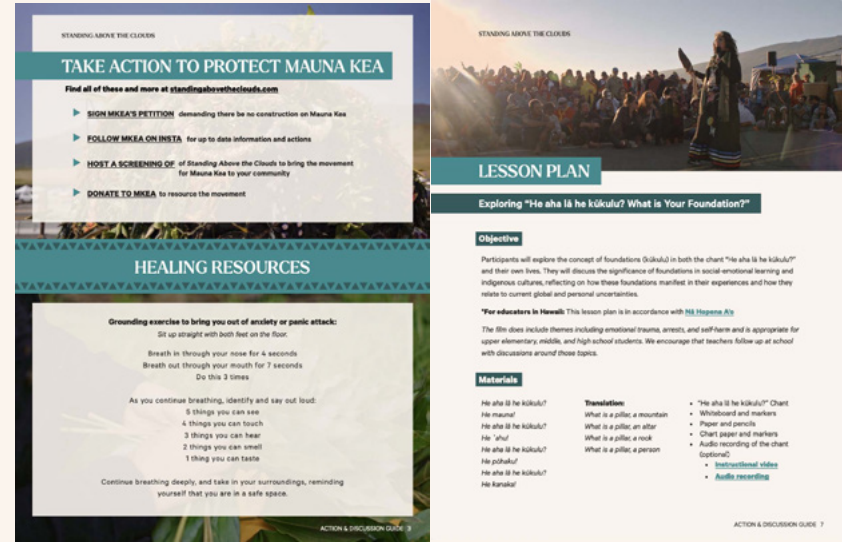 STANDING ABOVE THE CLOUDS
TAKE ACTION TO PROTECT MAUNA KEA
Find all of these and more at standingabovetheclouds.com
SIGN MKEA'S PETITION demanding there be no construction on Mauna Kea
FOLLOW MKEA ON INSTA for up to date information and actions
HOST A SCREENING OF of Standing Above the Clouds to bring the movement
for Mauna Kea to your community
DONATE TO MKEA to resource the movement
HEALING RESOURCES
Grounding exercise to bring you out of anxiety or panic attack:
Sit up straight with both feet on the floor.
Breath in through your nose for 4 seconds
Breath out through your mouth for 7 seconds
Do this 3 times
As you continue breathing, identify and say out loud:
5 things you can see
4 things you can touch
3 things you can hear
2 things you can smell
1 thing you can taste
Continue breathing deeply, and take in your surroundings, reminding
yourself that you are in a safe space.
ACTION & DISCUSSION GUIDE 3
STANDING ABOVE THE CLOUDS
LESSON PLAN
Exploring "He aha lā he kūkulu? What is Your Foundation?"
Objective
Participants will explore the concept of foundations (kūkulu) in both the chant "He aha lā he kūkulu?"
and their own lives. They will discuss the significance of foundations in social-emotional learning and
indigenous cultures, reflecting on how these foundations manifest in their experiences and how they
relate to current global and personal uncertainties.
*For educators in Hawaii: This lesson plan is in accordance with Nā Hopena A'o
The film does include themes including emotional trauma, arrests, and self-harm and is appropriate for
upper elementary, middle, and high school students. We encourage that teachers follow up at school
with discussions around those topics.
Materials
He aha lā he kūkulu?
He mauna!
He aha lā he kūkulu?
He ʻahu!
He aha lā he kūkulu?
He pōhaku!
He aha lā he kūkulu?
He kanaka!
Translation:
What is a pillar, a mountain
What is a pillar, an altar
What is a pillar, a rock
What is a pillar, a person
• "He aha lā he kūkulu?" Chant
• Whiteboard and markers
• Paper and pencils
• Chart paper and markers
• Audio recording of the chant
(optional)
• Instructional video
• Audio recording
ACTION & DISCUSSION GUIDE 7